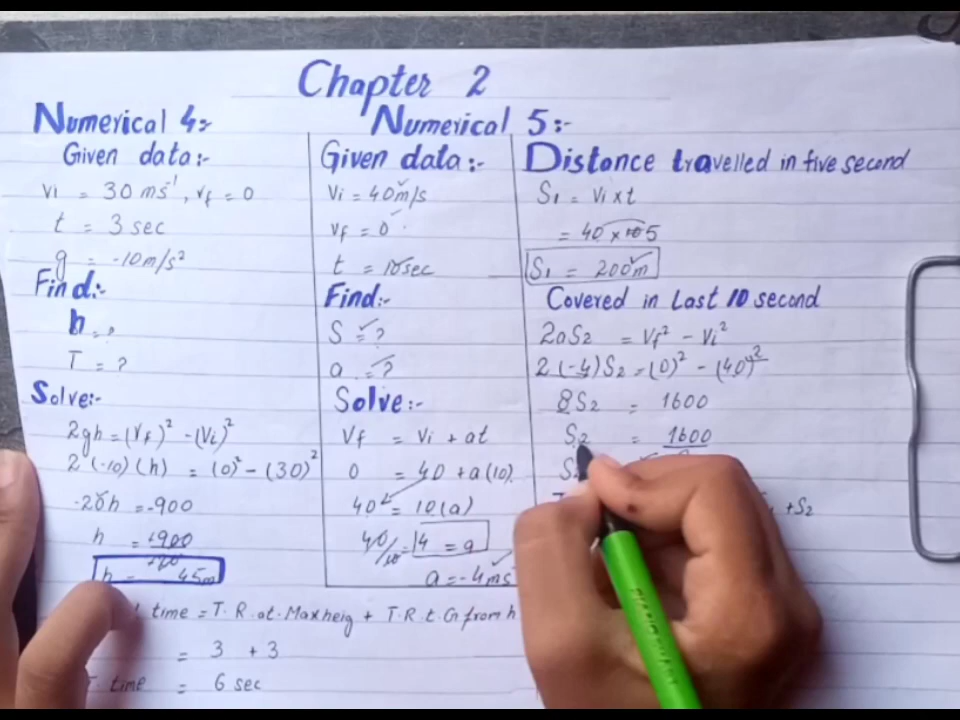 Chapter 2
Numerical 4:-
Given data:-
Vi = 30 ms⁻¹, vf = 0
t = 3 sec
g = -10m/s²
Find:-
h = ?
T = ?
Solve:-
2gh = (Vf)² - (Vi)²
2 (-10) (h) = (0)² - (30)²
-20h = -900
h = +900
h = 45m
time = T.R.at.Maxheig + T.R.t.G from h
= 3 + 3
time = 6 sec
Numerical 5:-
Given data:-
Vi = 40m/s
Vf = 0
t = 10sec
Find:-
S = ?
a = ?
Solve:-
Vf = Vi + at
0 = 40 + a(10)
40 = 10(a)
40/10 = 4 = a
a = -4ms
Distance travelled in five second
S1 = Vi x t
= 40 x 5
S1 = 200m
Covered in Last 10 second
2aS2 = Vf² - Vi²
2 (-4) S2 = (0)² - (40)²
8S2 = 1600
S2 = 1600
+ S2